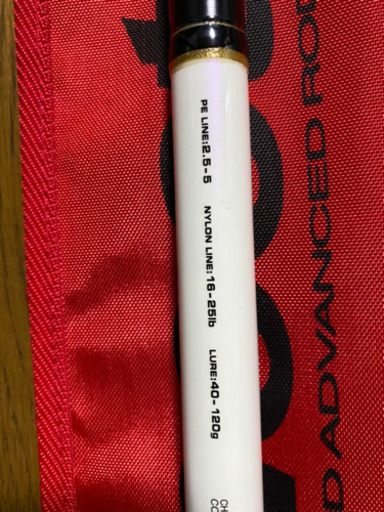 PE LINE:2.5-5
NYLON LINE:16-25lb
LURE:40-120g
D ADVANCED ROD